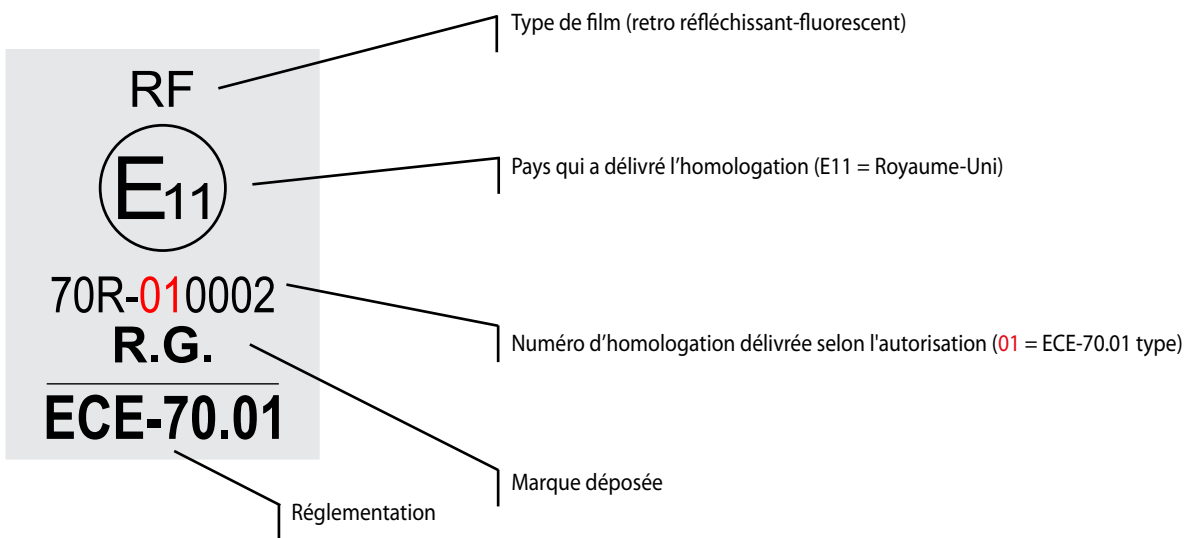 Type de film (retro réfléchissant-fluorescent)
RF
E11
Pays qui a délivré l’homologation (E11 = Royaume-Uni)
70R-010002
R.G.
Numéro d’homologation délivrée selon l'autorisation (01 = ECE-70.01 type)
ECE-70.01
Marque déposée
Réglementation